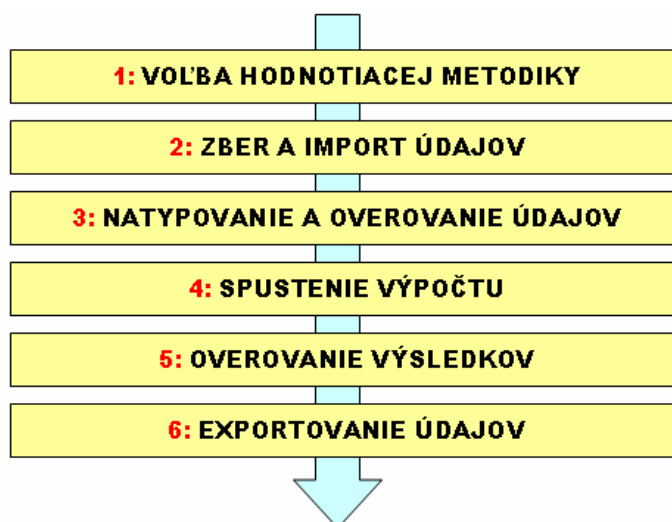 1: VOĽBA HODNOTIACEJ METODIKY
2: ZBER A IMPORT ÚDAJOV
3: NATYPOVANIE A OVEROVANIE ÚDAJOV
4: SPUSTENIE VÝPOČTU
5: OVEROVANIE VÝSLEDKOV
6: EXPORTOVANIE ÚDAJOV